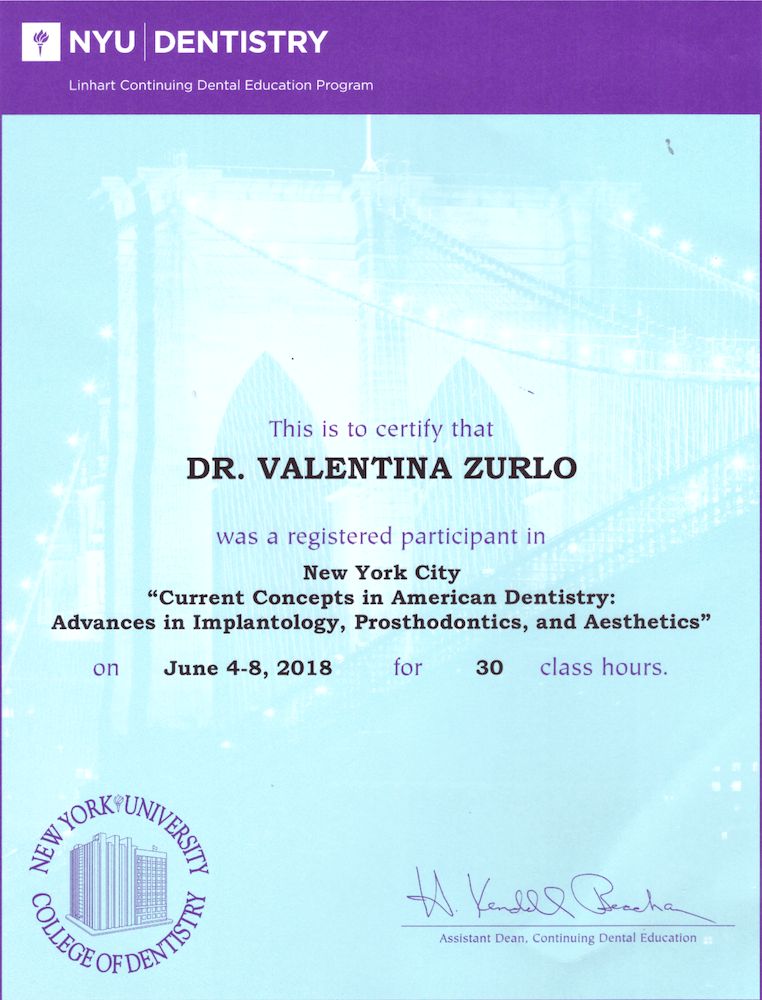 NYU DENTISTRY
Linhart Continuing Dental Education Program
This is to certify that
DR. VALENTINA ZURLO
was a registered participant in
New York City
“Current Concepts in American Dentistry:
Advances in Implantology, Prosthodontics, and Aesthetics”
on June 4-8, 2018 for 30 class hours.
NEW YORK UNIVERSITY
COLLEGE OF DENTISTRY
H. Kendall Beacham
Assistant Dean, Continuing Dental Education